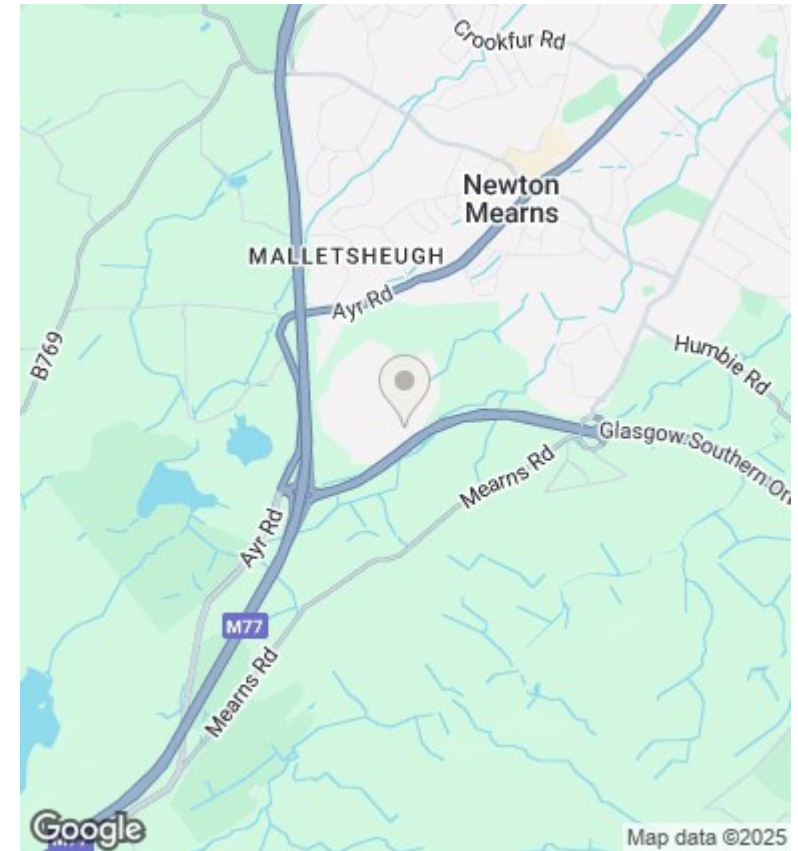 Crookfur Rd
Newton
Mearns
MALLETSHEUGH
Ayr Rd
B769
Humbie Rd
Glasgow Southern Or
Mearns Rd
Ayr Rd
M77
Mearns Rd
Google
M77
Map data ©2025